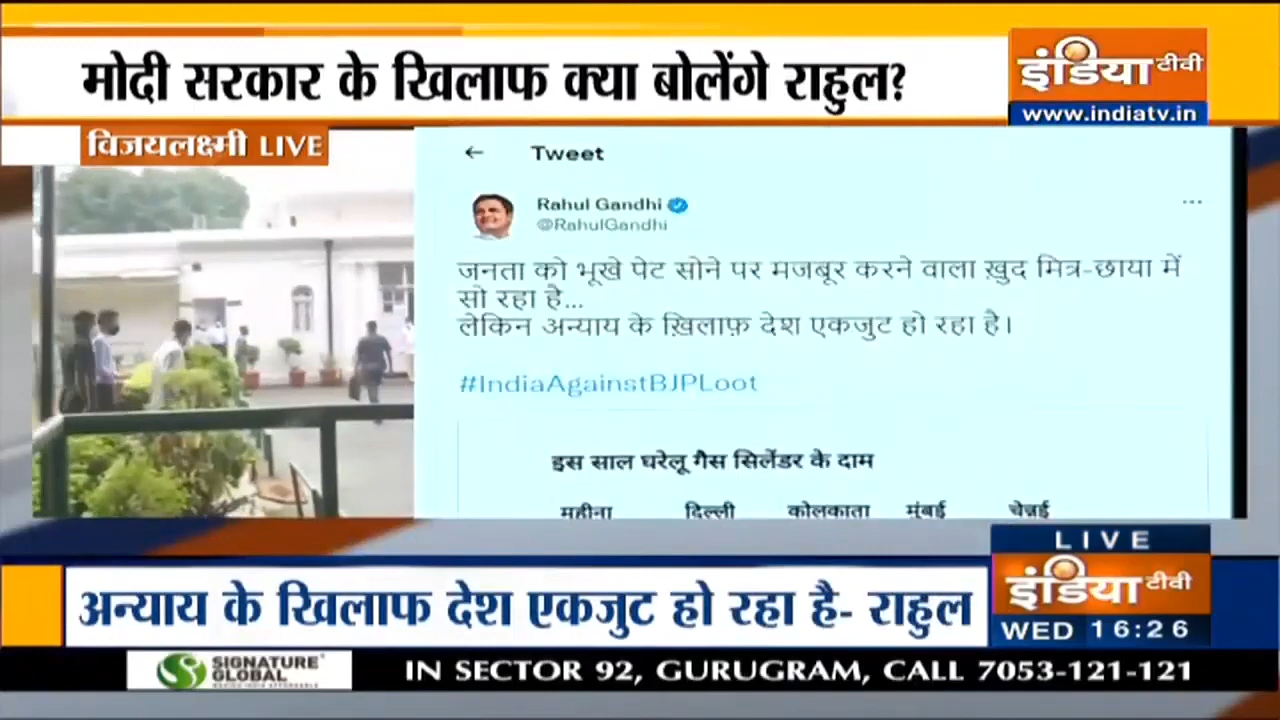 मोदी सरकार के खिलाफ क्या बोलेंगे राहुल?
इंडिया टीवी
www.indiatv.in
विजयलक्ष्मी LIVE
← Tweet
Rahul Gandhi
@RahulGandhi
...
जनता को भूखे पेट सोने पर मजबूर करने वाला ख़ुद मित्र-छाया में
सो रहा है...
लेकिन अन्याय के ख़िलाफ़ देश एकजुट हो रहा है।
#IndiaAgainstBJPLoot
इस साल घरेलू गैस सिलेंडर के दाम
महीना दिल्ली कोलकाता मुंबई चेन्नई
LIVE
इंडिया टीवी
अन्याय के खिलाफ देश एकजुट हो रहा है- राहुल
WED 16:26
SIGNATURE
GLOBAL
IN SECTOR 92, GURUGRAM, CALL 7053-121-121